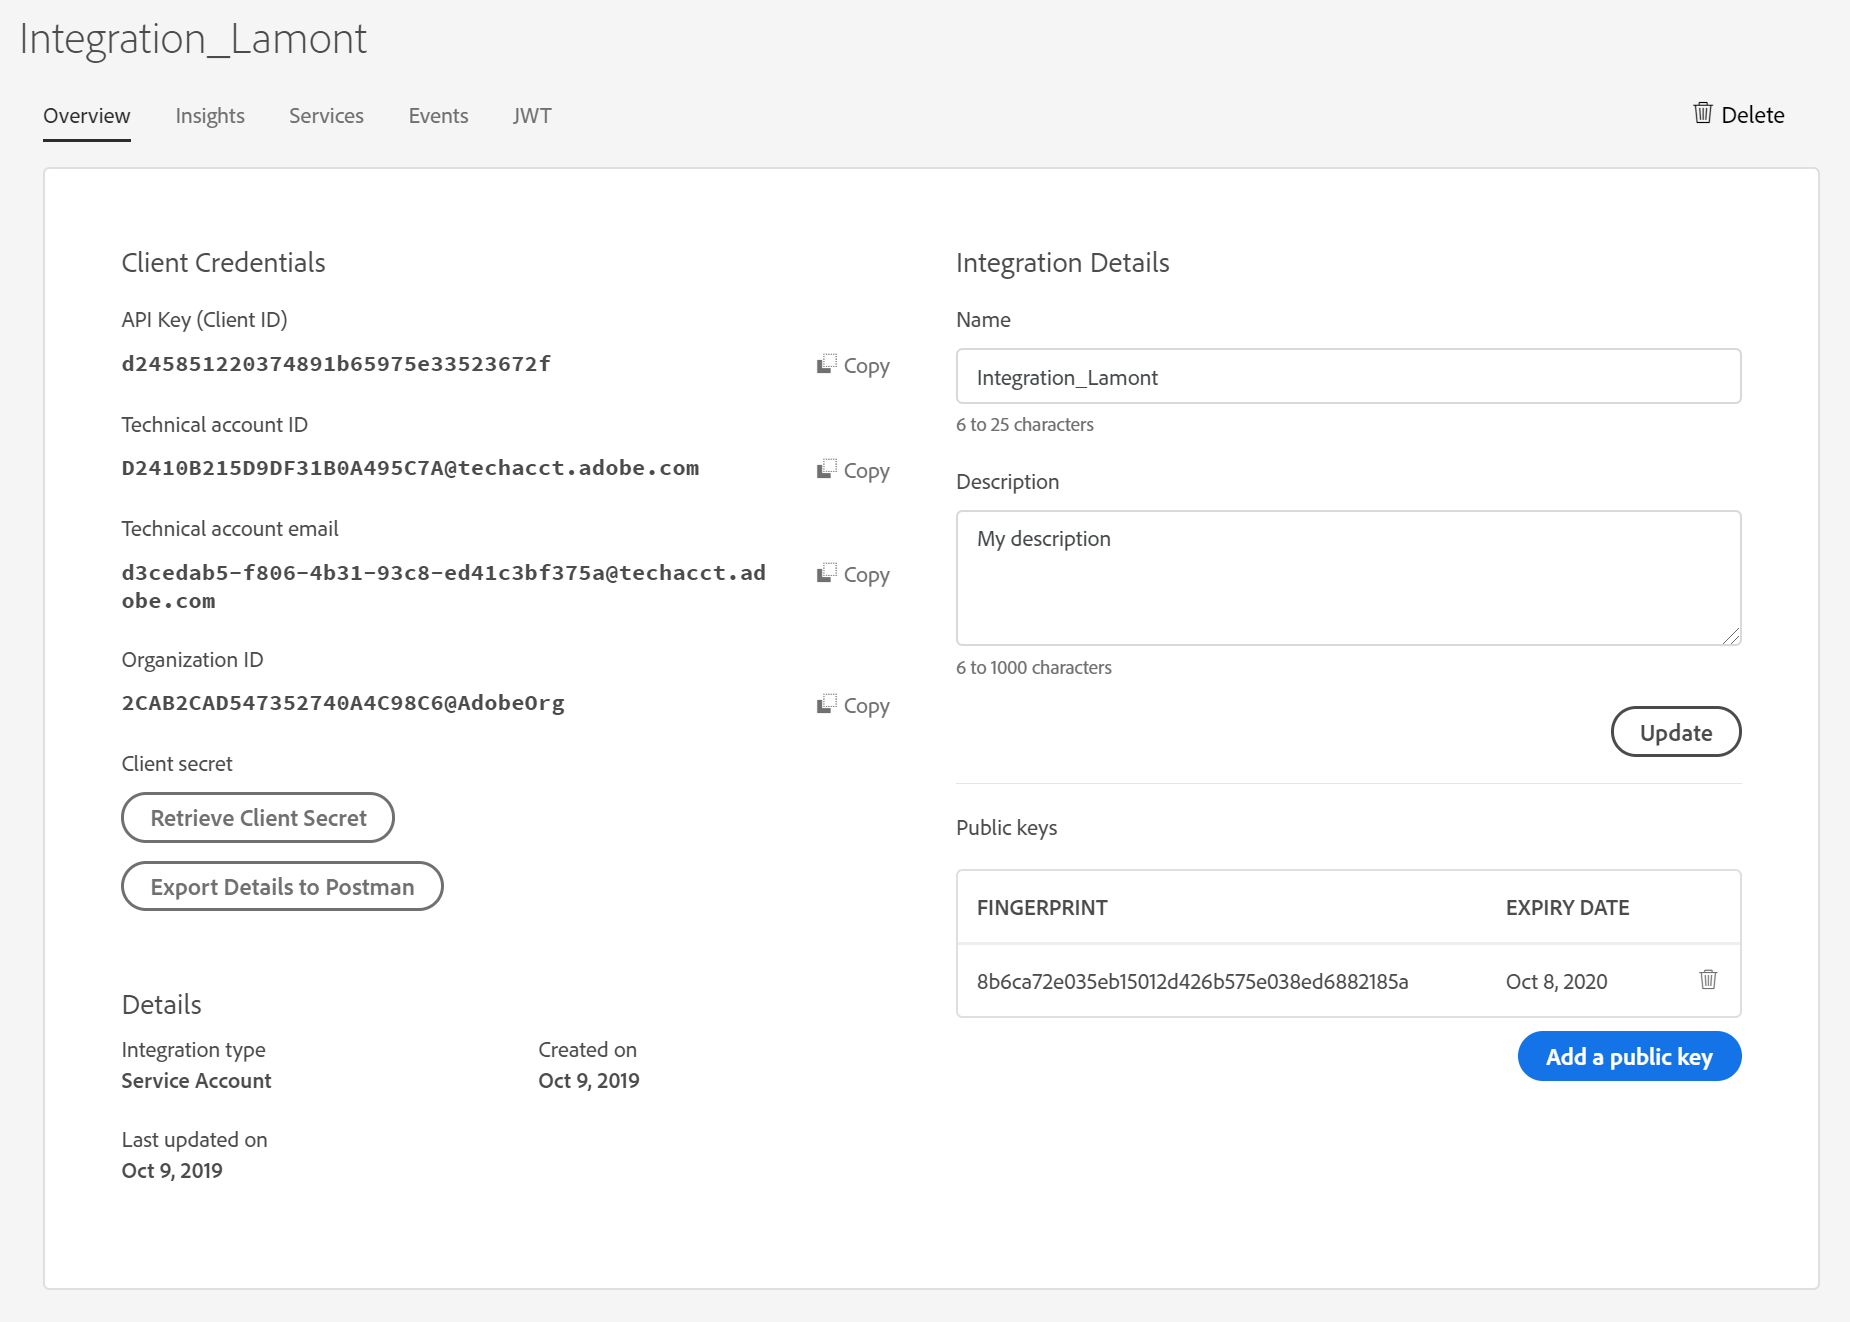 Integration_Lamont
Overview Insights Services Events JWT Delete
Client Credentials
API Key (Client ID)
d245851220374891b65975e33523672f Copy
Technical account ID
D2410B215D9DF31B0A495C7A@techacct.adobe.com Copy
Technical account email
d3cedab5-f806-4b31-93c8-ed41c3bf375a@techacct.ad Copy
obe.com
Organization ID
2CAB2CAD547352740A4C98C6@AdobeOrg Copy
Client secret
Retrieve Client Secret
Export Details to Postman
Details
Integration type Created on
Service Account Oct 9, 2019
Last updated on
Oct 9, 2019
Integration Details
Name
Integration_Lamont
6 to 25 characters
Description
My description
6 to 1000 characters
Update
Public keys
FINGERPRINT EXPIRY DATE
8b6ca72e035eb15012d426b575e038ed6882185a Oct 8, 2020
Add a public key